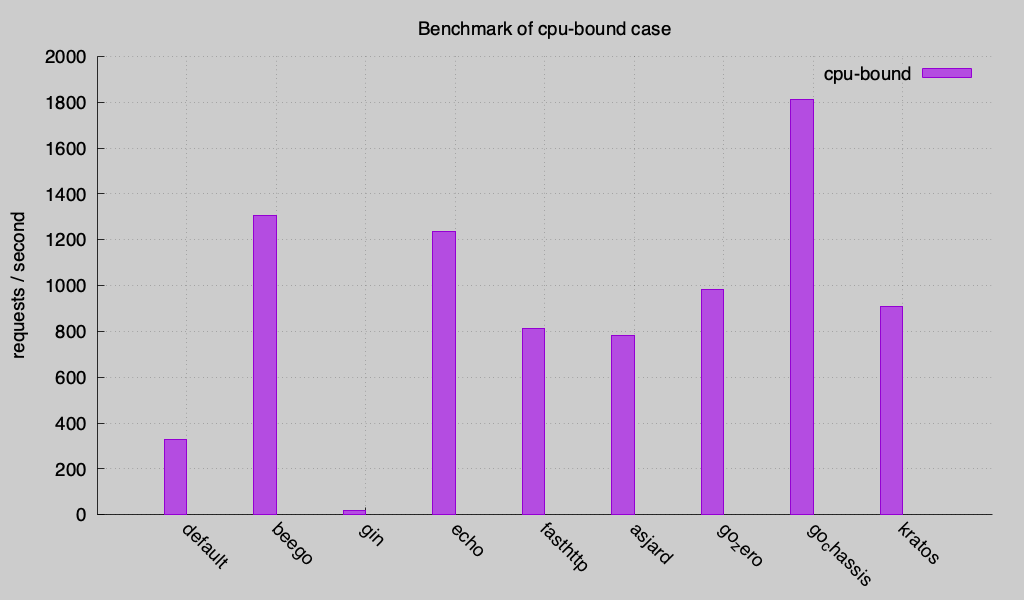 Benchmark of cpu-bound case
cpu-bound
requests / second
2000
1800
1600
1400
1200
1000
800
600
400
200
0
default
beego
gin
echo
fasthttp
asjard
go_zero
go_chassis
kratos